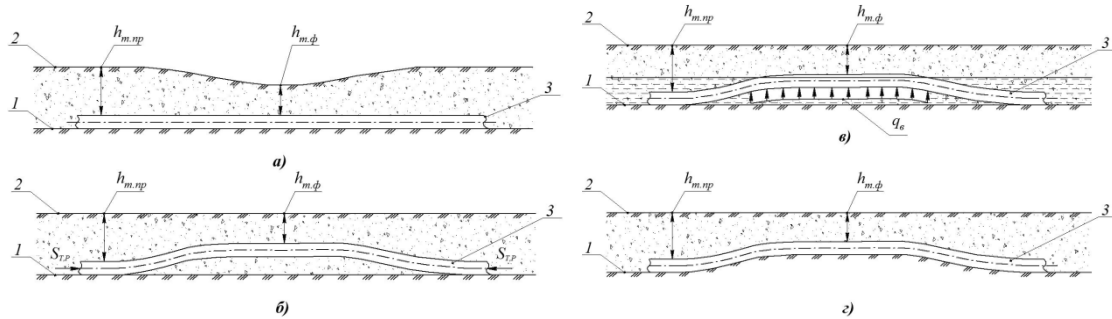 2
h_{т.пр}
h_{т.ф}
1
3
а)
2
h_{т.пр}
h_{т.ф}
1
3
q_{в}
в)
2
h_{т.пр}
h_{т.ф}
3
1
S_{T,P}
S_{T,P}
б)
2
h_{т.пр}
h_{т.ф}
3
1
г)